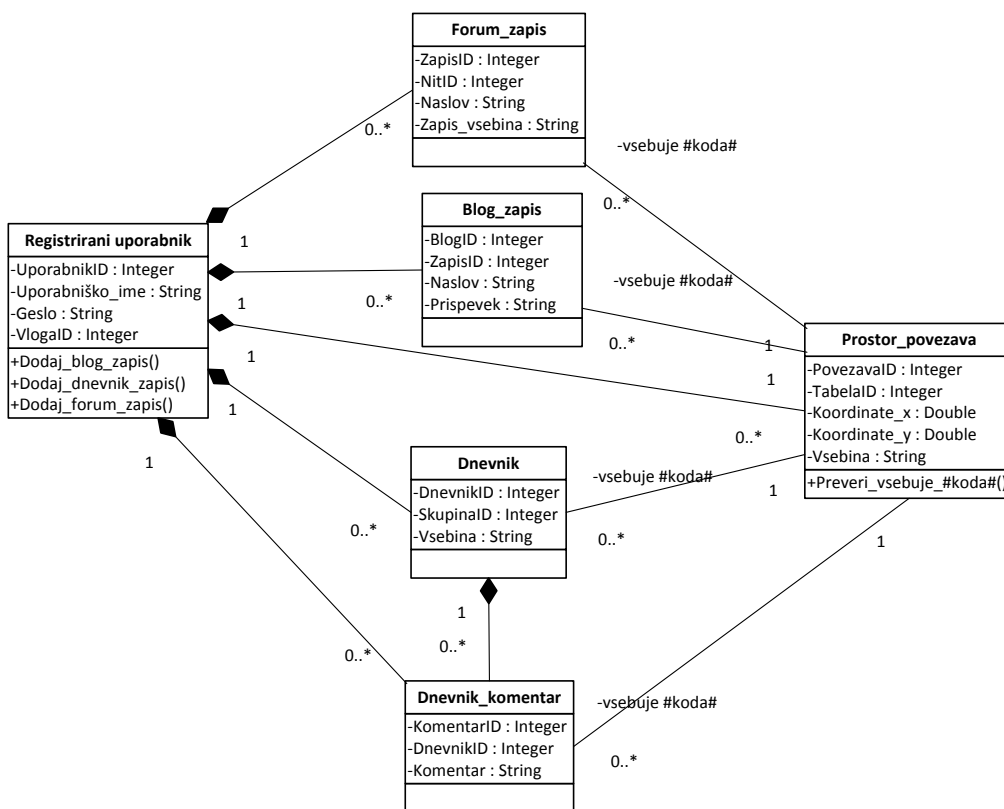 Forum_zapis
-ZapisID : Integer
-NitID : Integer
-Naslov : String
-Zapis_vsebina : String
0..*
-vsebuje #koda#
0..*
Blog_zapis
-BlogID : Integer
-ZapisID : Integer
-Naslov : String
-Prispevek : String
1
Registrirani uporabnik
-UporabnikID : Integer
-Uporabniško_ime : String
-Geslo : String
-VlogaID : Integer
+Dodaj_blog_zapis()
+Dodaj_dnevnik_zapis()
+Dodaj_forum_zapis()
0..*
1
-vsebuje #koda#
0..*
1
1
1
Prostor_povezava
-PovezavaID : Integer
-TabelaID : Integer
-Koordinate_x : Double
-Koordinate_y : Double
-Vsebina : String
+Preveri_vsebuje_#koda#()
1
0..*
1
Dnevnik
-DnevnikID : Integer
-SkupinaID : Integer
-Vsebina : String
-vsebuje #koda#
1
0..*
0..*
1
1
0..*
0..*
Dnevnik_komentar
-KomentarID : Integer
-DnevnikID : Integer
-Komentar : String
-vsebuje #koda#
0..*